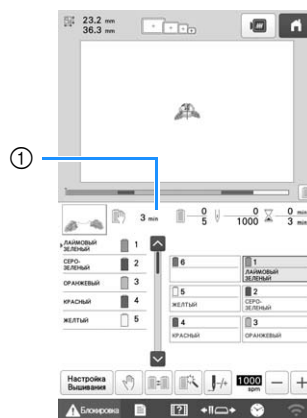 23.2 mm
36.3 mm
①
3 min
0
5
0
1000
0 min
3 min
ЛАЙМОВЫЙ
ЗЕЛЕНЫЙ
1
СЕРО-
ЗЕЛЕНЫЙ
2
ОРАНЖЕВЫЙ
3
КРАСНЫЙ
4
ЖЕЛТЫЙ
5
6
1
ЛАЙМОВЫЙ
ЗЕЛЕНЫЙ
5
ЖЕЛТЫЙ
2
СЕРО-
ЗЕЛЕНЫЙ
4
КРАСНЫЙ
3
ОРАНЖЕВЫЙ
Настройка
Вышивания
1000
spm
Блокировка